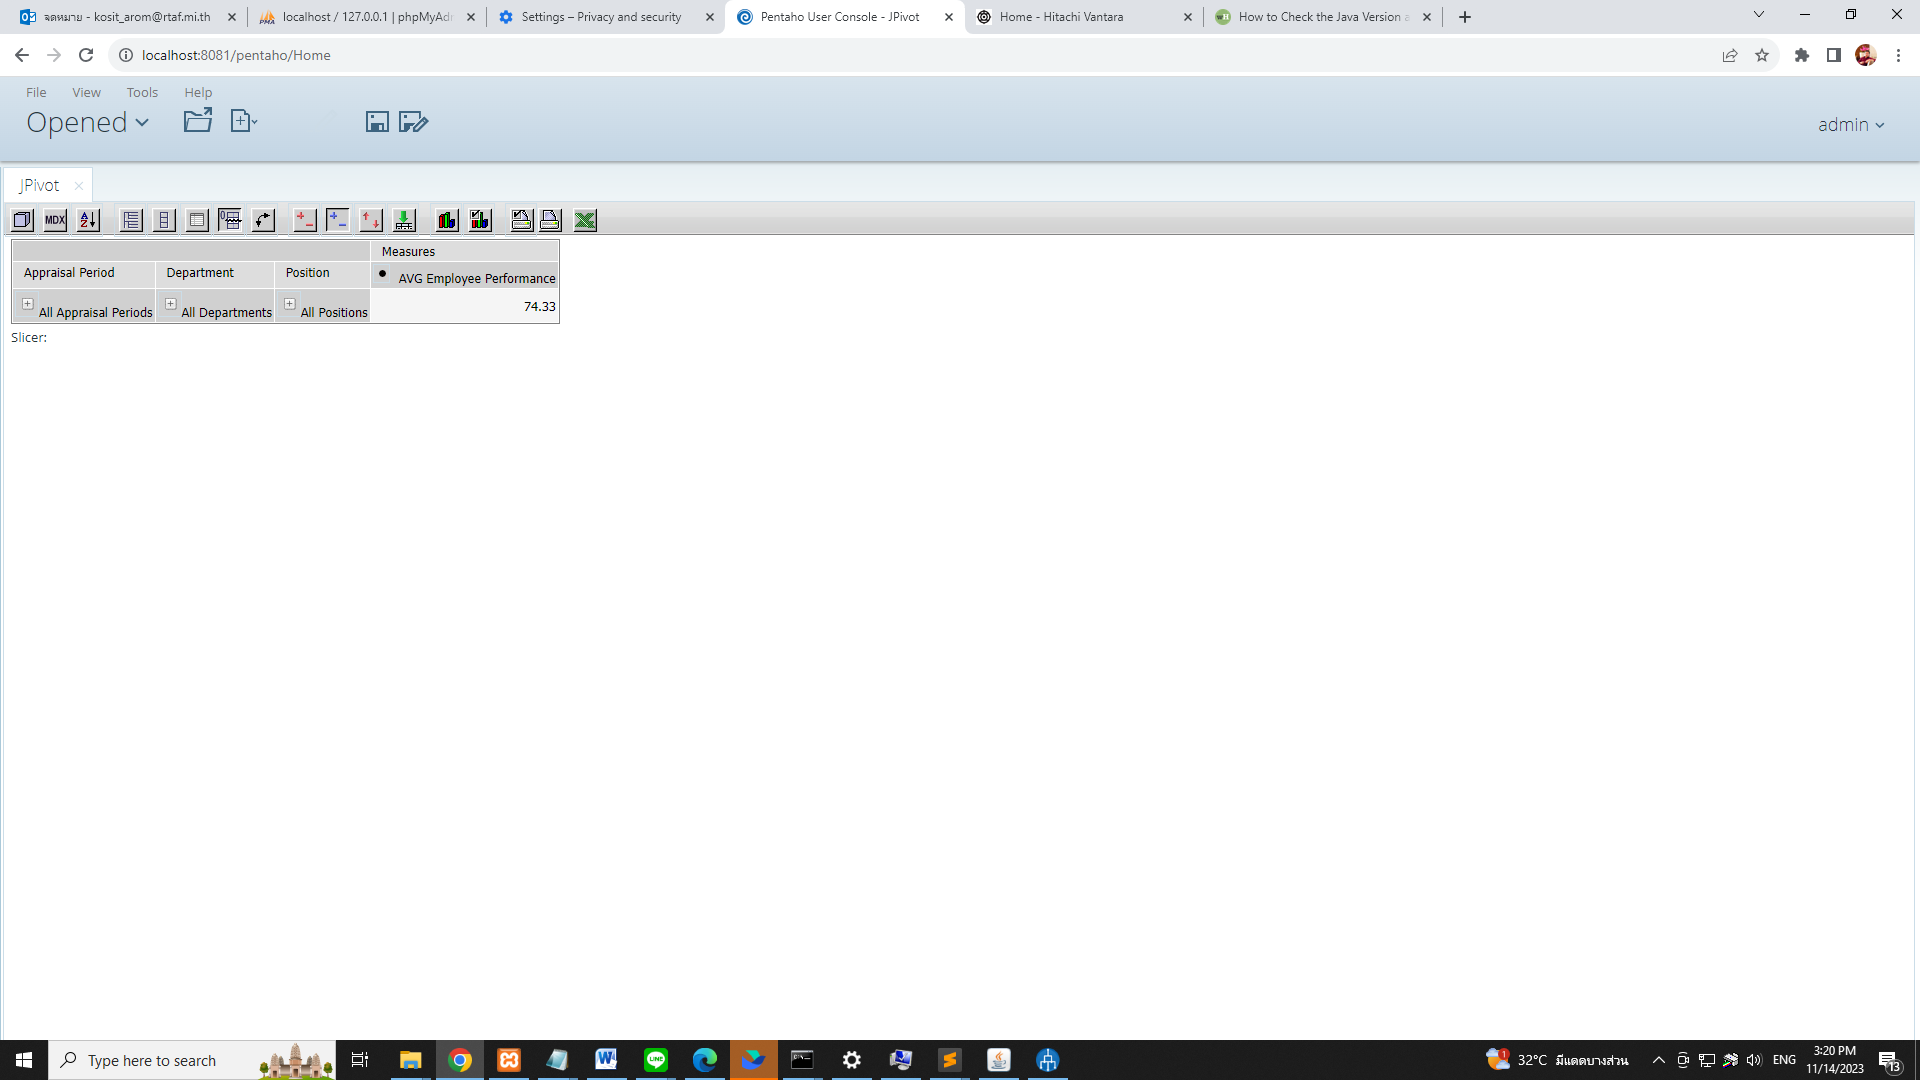 จดหมาย - kosit_arom@rtaf.mi.th
localhost / 127.0.0.1 | phpMyAdr
Settings – Privacy and security
Pentaho User Console - JPivot
Home - Hitachi Vantara
How to Check the Java Version a
localhost:8081/pentaho/Home
File View Tools Help
Opened
admin
JPivot
MDX
Measures
Appraisal Period Department Position AVG Employee Performance
All Appraisal Periods All Departments All Positions 74.33
Slicer:
Type here to search
32°C มีแดดบางส่วน
ENG
3:20 PM
11/14/2023
13